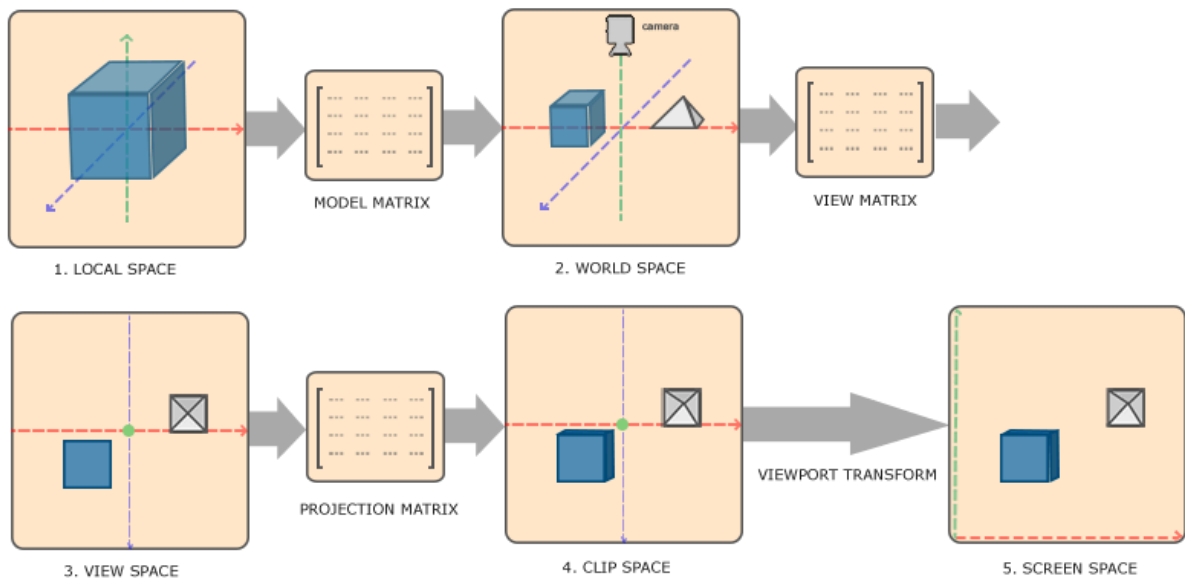 camera
MODEL MATRIX
VIEW MATRIX
1. LOCAL SPACE
2. WORLD SPACE
PROJECTION MATRIX
VIEWPORT TRANSFORM
3. VIEW SPACE
4. CLIP SPACE
5. SCREEN SPACE